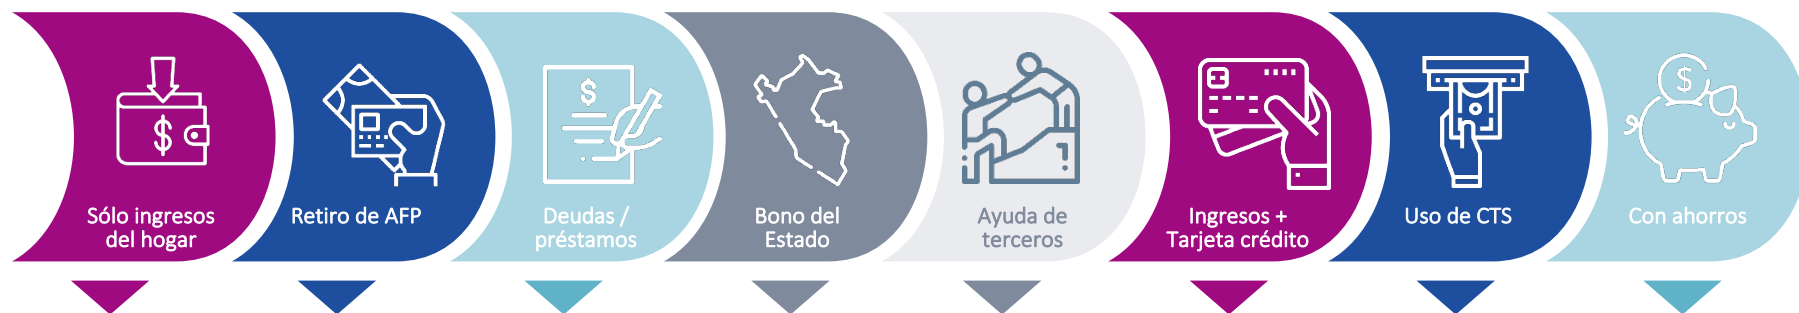 Sólo ingresos
del hogar
Retiro de AFP
$
Deudas /
préstamos
Bono del
Estado
Ayuda de
terceros
Ingresos +
Tarjeta crédito
Uso de CTS
$
Con ahorros
$